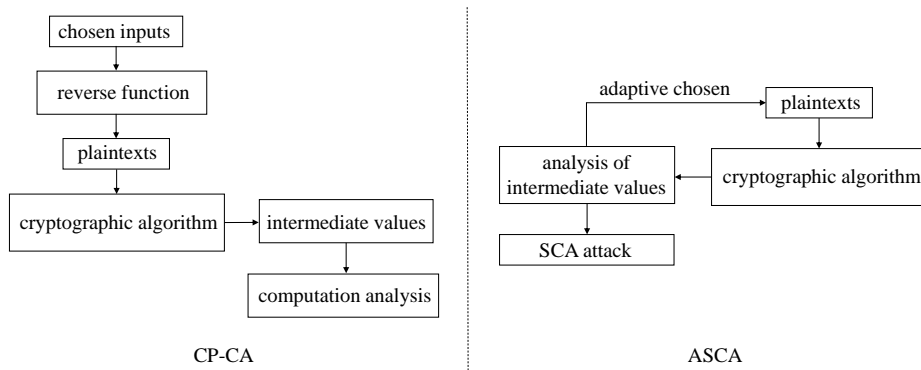 chosen inputs
reverse function
plaintexts
cryptographic algorithm
intermediate values
computation analysis
CP-CA
adaptive chosen
plaintexts
analysis of
intermediate values
cryptographic algorithm
SCA attack
ASCA